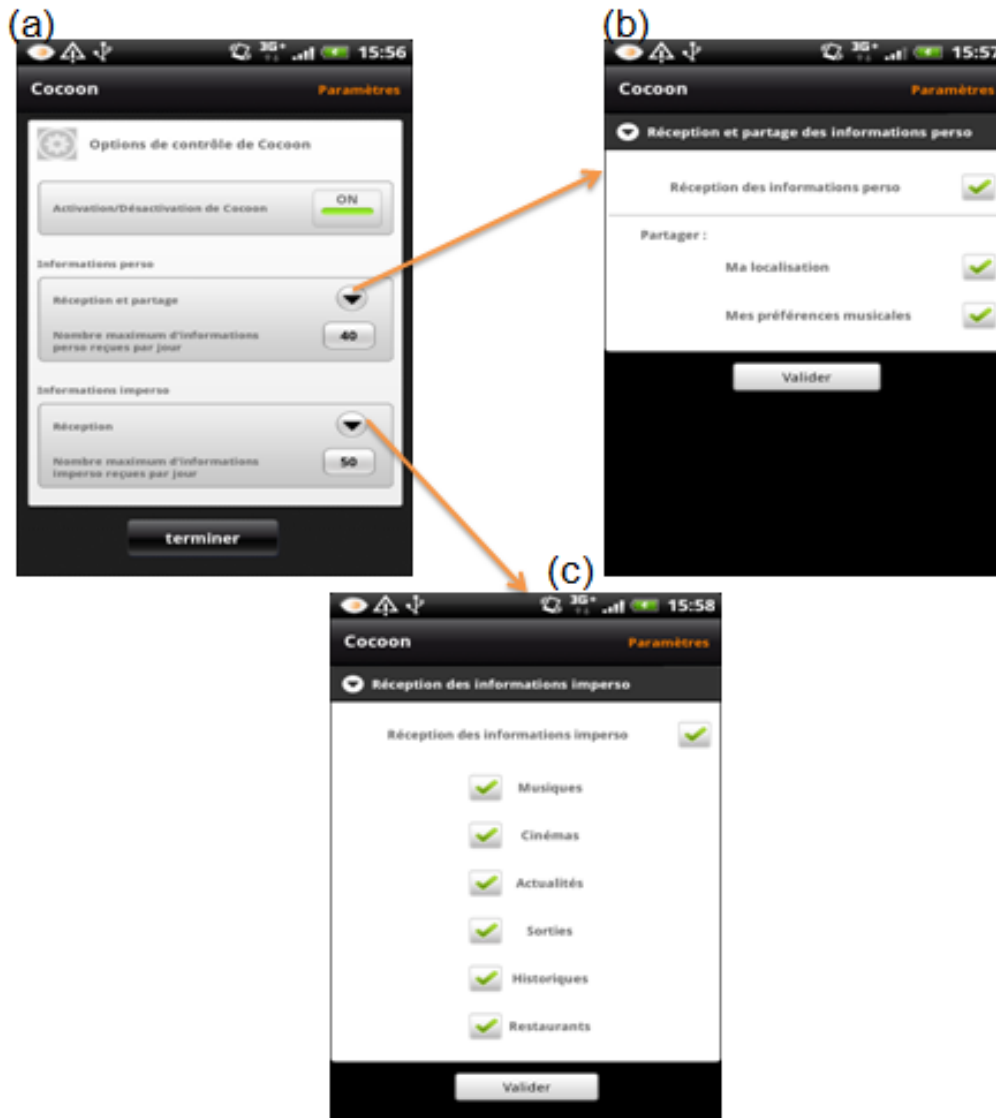 (a)
3G+ 15:56
Cocoon Paramètres
Options de contrôle de Cocoon
Activation/Désactivation de Cocoon ON
Informations perso
Réception et partage
Nombre maximum d'informations
perso reçues par jour 40
Informations imperso
Réception
Nombre maximum d'informations
imperso reçues par jour 50
terminer
(b)
3G+ 15:57
Cocoon Paramètres
Réception et partage des informations perso
Réception des informations perso
Partager :
Ma localisation
Mes préférences musicales
Valider
(c)
3G+ 15:58
Cocoon Paramètres
Réception des informations imperso
Réception des informations imperso
Musiques
Cinémas
Actualités
Sorties
Historiques
Restaurants
Valider